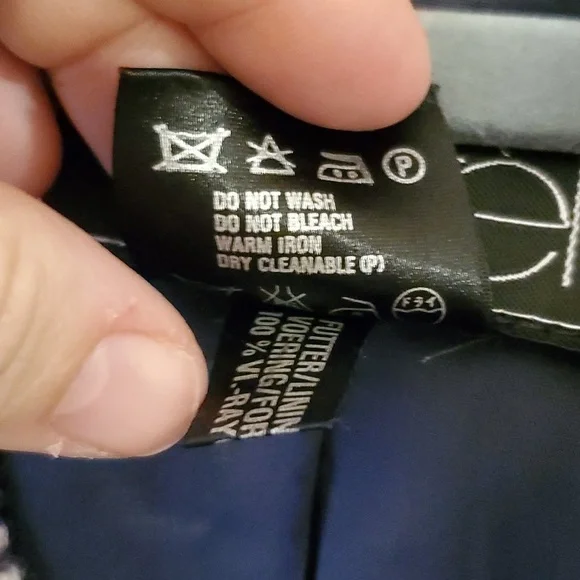 P
DO NOT WASH
DO NOT BLEACH
WARM IRON
DRY CLEANABLE (P)
ドライ
FUTTER/LININ
VOERING/FOR
100 % VI.-RAY